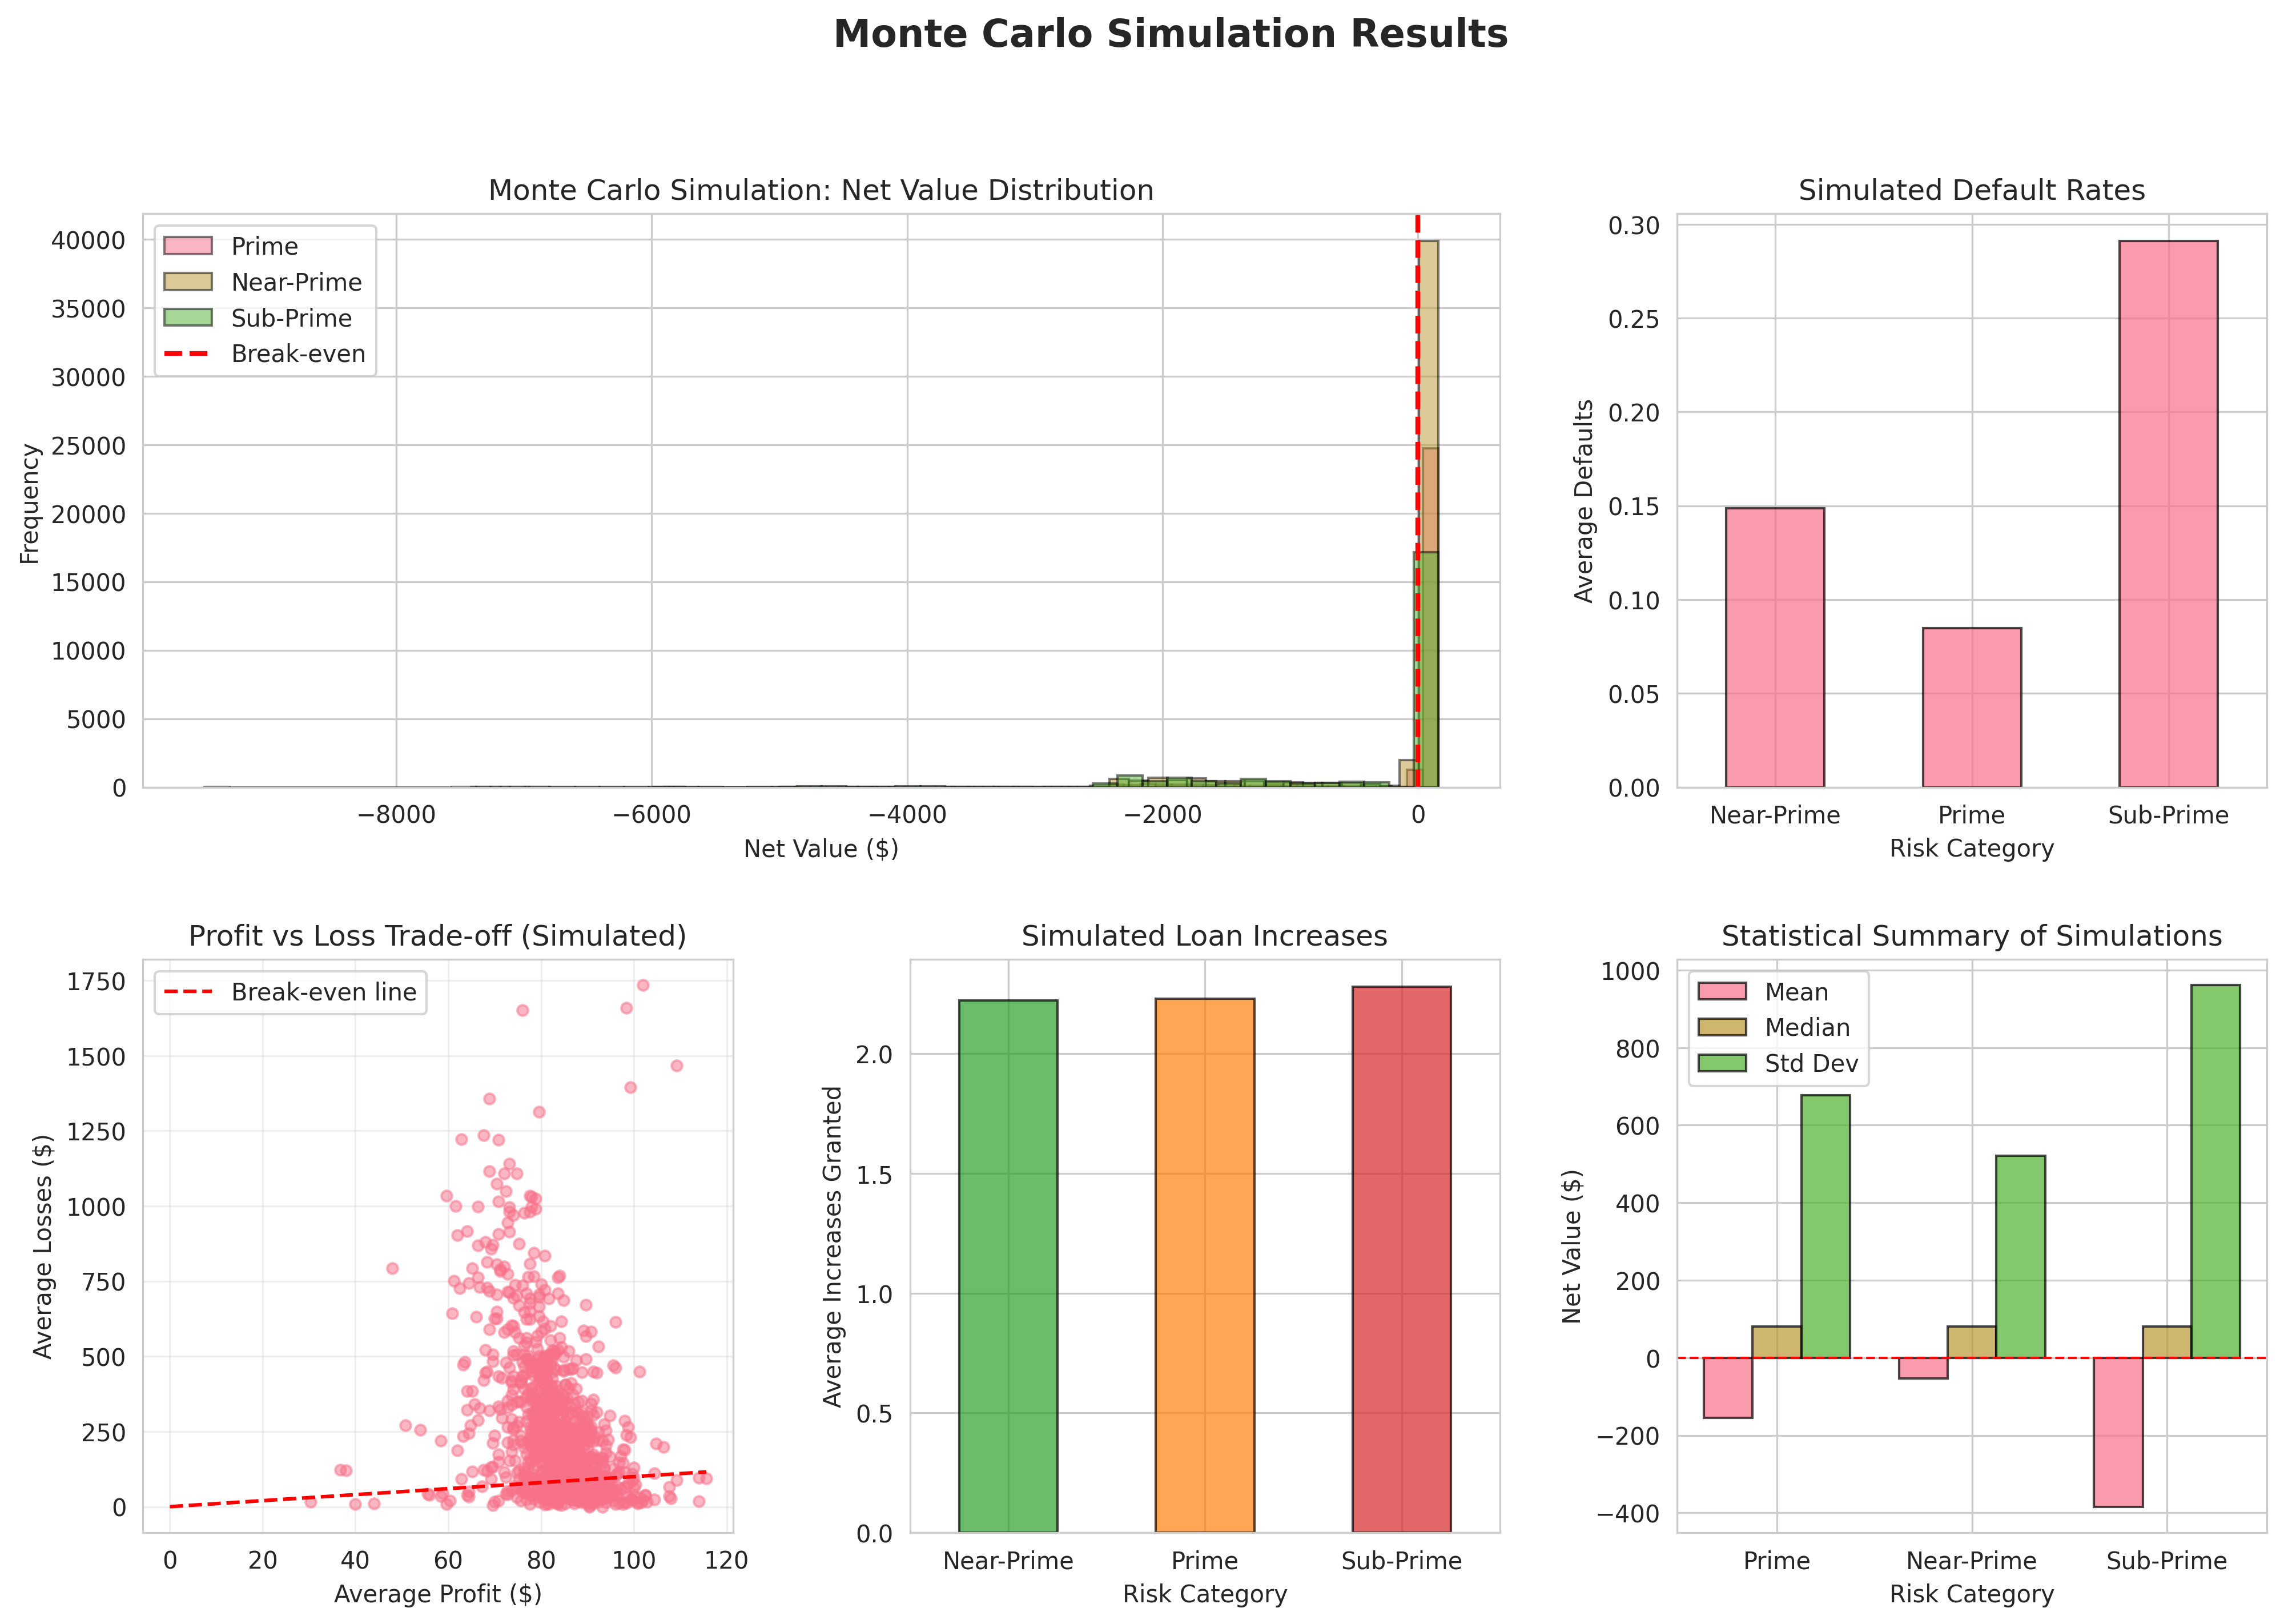 Monte Carlo Simulation Results
Monte Carlo Simulation: Net Value Distribution
Prime
Near-Prime
Sub-Prime
Break-even
Frequency
40000
35000
30000
25000
20000
15000
10000
5000
0
−8000 −6000 −4000 −2000 0
Net Value ($)
Simulated Default Rates
Average Defaults
0.30
0.25
0.20
0.15
0.10
0.05
0.00
Near-Prime Prime Sub-Prime
Risk Category
Profit vs Loss Trade-off (Simulated)
Break-even line
Average Losses ($)
1750
1500
1250
1000
750
500
250
0
0 20 40 60 80 100 120
Average Profit ($)
Simulated Loan Increases
Average Increases Granted
2.0
1.5
1.0
0.5
0.0
Near-Prime Prime Sub-Prime
Risk Category
Statistical Summary of Simulations
Mean
Median
Std Dev
Net Value ($)
1000
800
600
400
200
0
−200
−400
Prime Near-Prime Sub-Prime
Risk Category